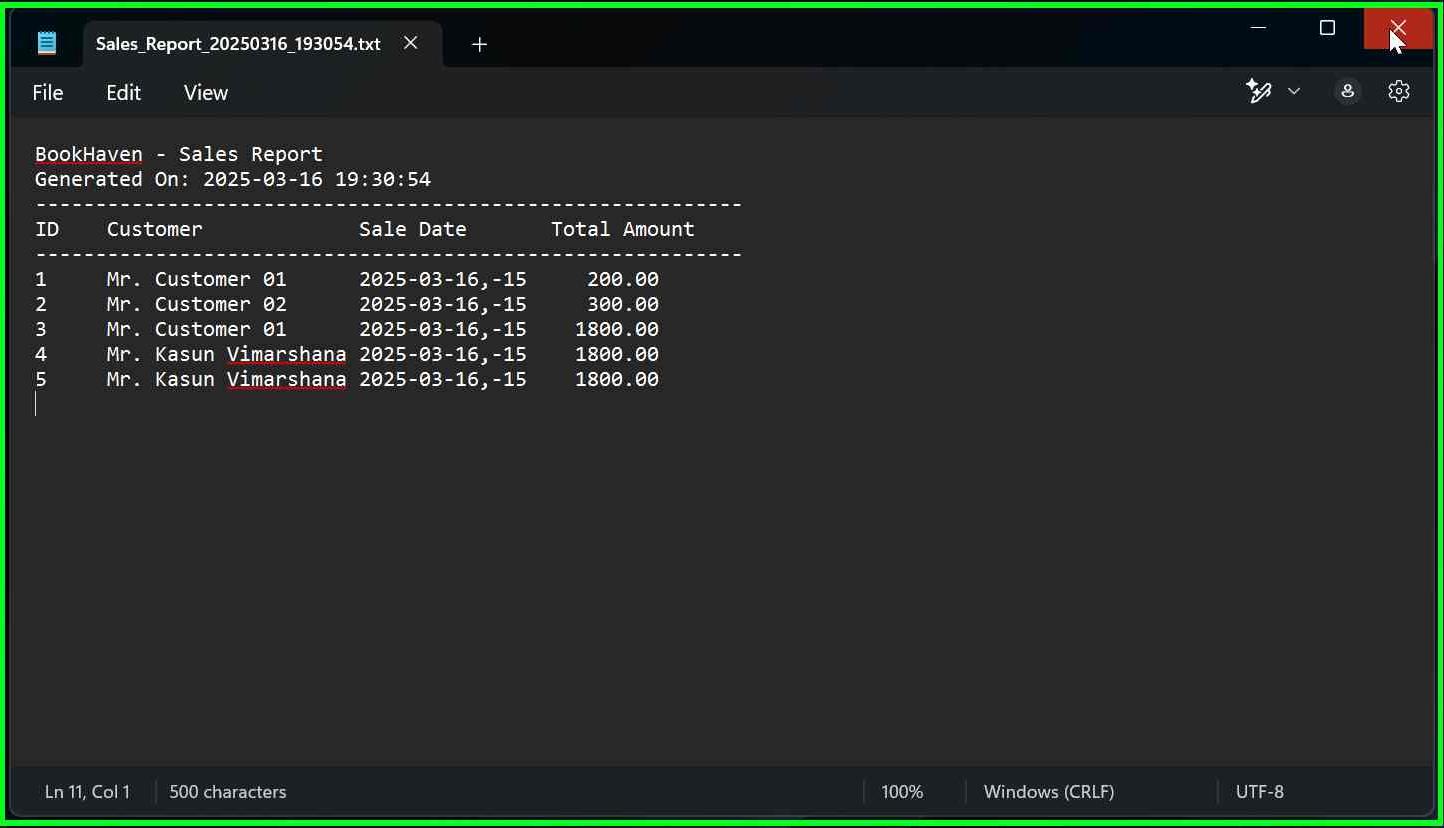 Sales_Report_20250316_193054.txt
File Edit View
BookHaven - Sales Report
Generated On: 2025-03-16 19:30:54
-----------------------------------------------------------
ID    Customer             Sale Date       Total Amount
-----------------------------------------------------------
1     Mr. Customer 01      2025-03-16,-15     200.00
2     Mr. Customer 02      2025-03-16,-15     300.00
3     Mr. Customer 01      2025-03-16,-15    1800.00
4     Mr. Kasun Vimarshana 2025-03-16,-15    1800.00
5     Mr. Kasun Vimarshana 2025-03-16,-15    1800.00
Ln 11, Col 1 500 characters 100% Windows (CRLF) UTF-8